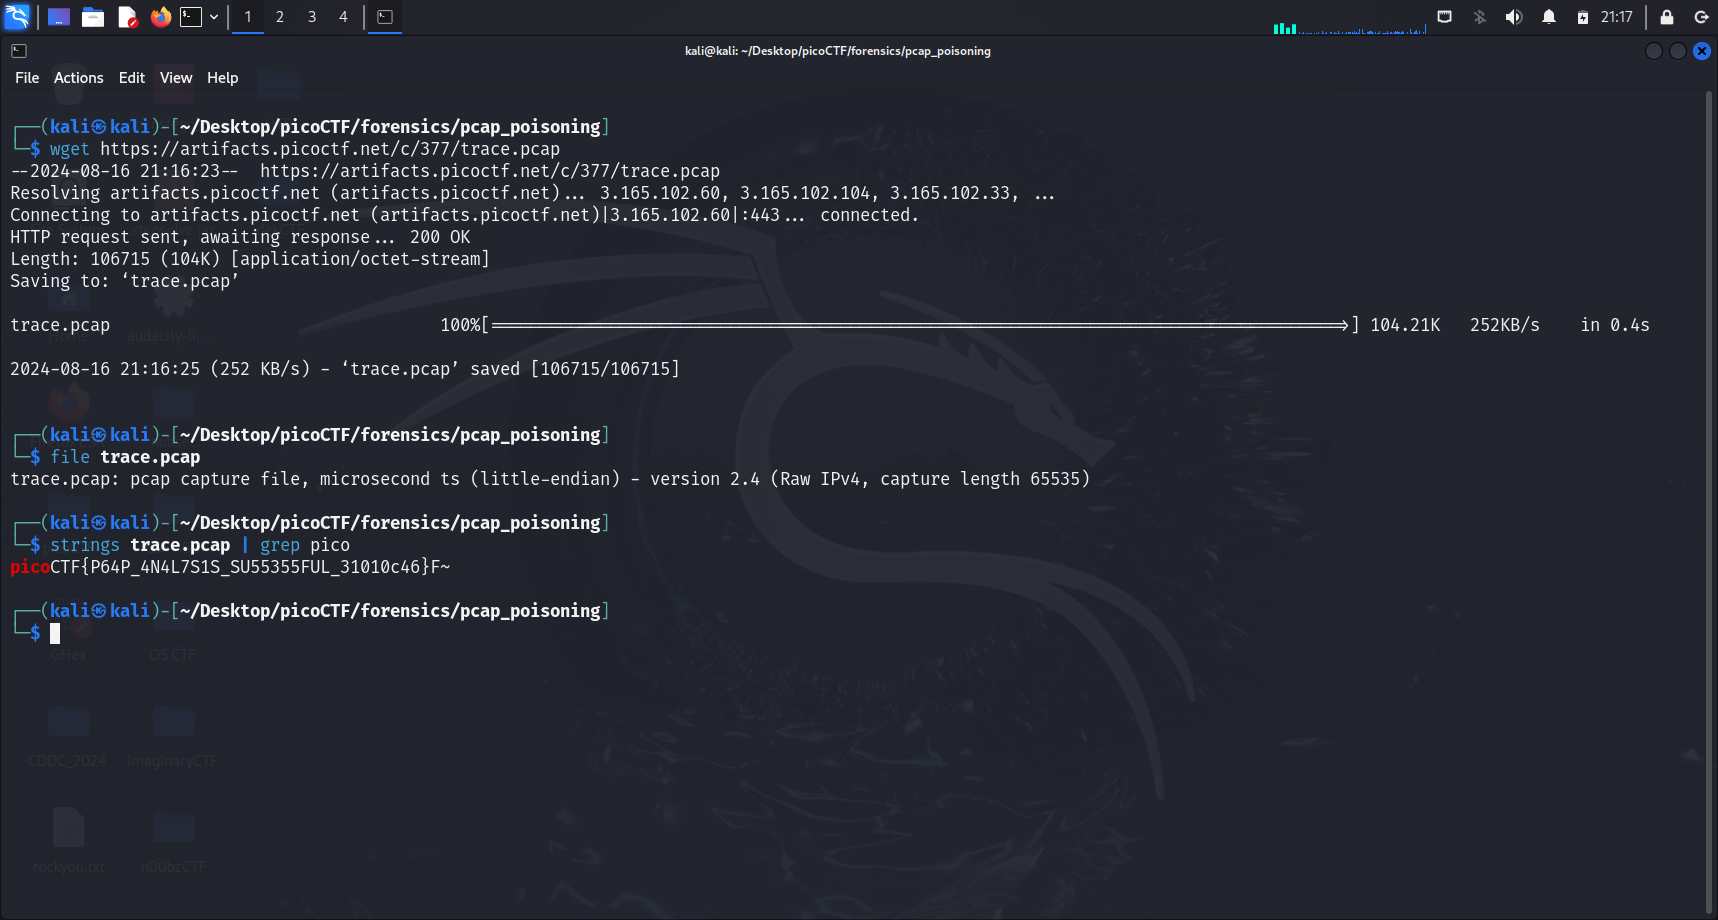 1 2 3 4 21:17
kali@kali: ~/Desktop/picoCTF/forensics/pcap_poisoning
File Actions Edit View Help
┌──(kali㉿kali)-[~/Desktop/picoCTF/forensics/pcap_poisoning]
└─$ wget https://artifacts.picoctf.net/c/377/trace.pcap
--2024-08-16 21:16:23--  https://artifacts.picoctf.net/c/377/trace.pcap
Resolving artifacts.picoctf.net (artifacts.picoctf.net)... 3.165.102.60, 3.165.102.104, 3.165.102.33, ...
Connecting to artifacts.picoctf.net (artifacts.picoctf.net)|3.165.102.60|:443... connected.
HTTP request sent, awaiting response... 200 OK
Length: 106715 (104K) [application/octet-stream]
Saving to: ‘trace.pcap’
trace.pcap 100%[=====================================================================================>] 104.21K 252KB/s in 0.4s
Home audacity-li...
2024-08-16 21:16:25 (252 KB/s) - ‘trace.pcap’ saved [106715/106715]
┌──(kali㉿kali)-[~/Desktop/picoCTF/forensics/pcap_poisoning]
└─$ file trace.pcap
trace.pcap: pcap capture file, microsecond ts (little-endian) - version 2.4 (Raw IPv4, capture length 65535)
┌──(kali㉿kali)-[~/Desktop/picoCTF/forensics/pcap_poisoning]
└─$ strings trace.pcap | grep pico
picoCTF{P64P_4N4L7S1S_SU55355FUL_31010c46}F~
┌──(kali㉿kali)-[~/Desktop/picoCTF/forensics/pcap_poisoning]
└─$
GHex OS CTF
CDDC_2024 imaginaryCTF
rockyou.txt n00bzCTF